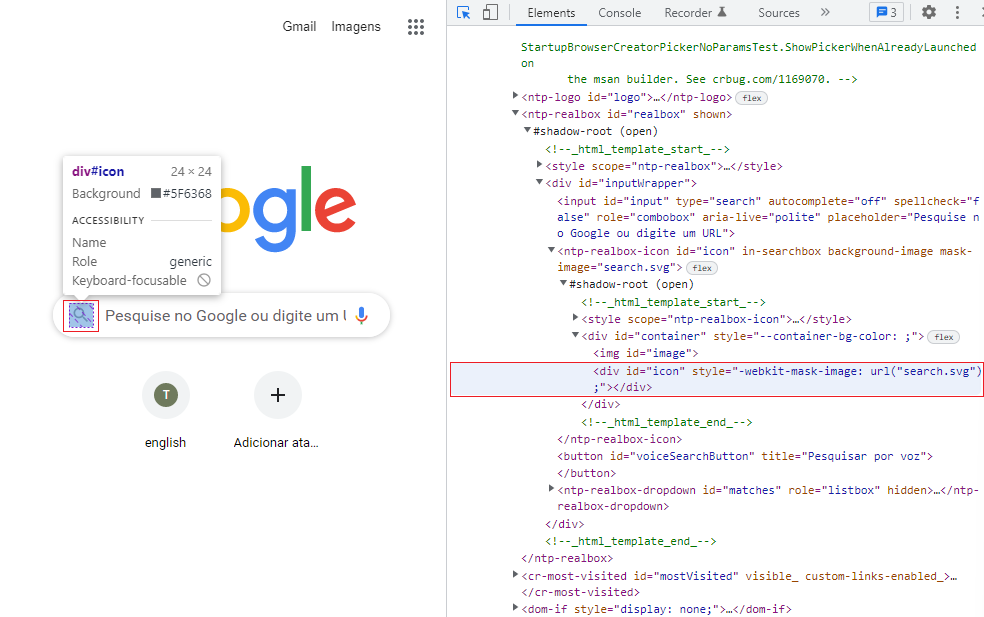 Gmail Imagens
div#icon 24 × 24
Background #5F6368
ACCESSIBILITY
Name
Role generic
Keyboard-focusable
ogle
Pesquise no Google ou digite um U
T
english
Adicionar ata...
Elements Console Recorder Sources » 3
StartupBrowserCreatorPickerNoParamsTest.ShowPickerWhenAlreadyLaunched
on
the msan builder. See crbug.com/1169070. -->
<ntp-logo id="logo">…</ntp-logo> flex
<ntp-realbox id="realbox" shown>
#shadow-root (open)
<!--_html_template_start_-->
<style scope="ntp-realbox">…</style>
<div id="inputWrapper">
<input id="input" type="search" autocomplete="off" spellcheck="f
alse" role="combobox" aria-live="polite" placeholder="Pesquise n
o Google ou digite um URL">
<ntp-realbox-icon id="icon" in-searchbox background-image mask-
image="search.svg"> flex
#shadow-root (open)
<!--_html_template_start_-->
<style scope="ntp-realbox-icon">…</style>
<div id="container" style="--container-bg-color: ;"> flex
<img id="image">
<div id="icon" style="-webkit-mask-image: url("search.svg")
;"></div>
</div>
<!--_html_template_end_-->
</ntp-realbox-icon>
<button id="voiceSearchButton" title="Pesquisar por voz">
</button>
<ntp-realbox-dropdown id="matches" role="listbox" hidden>…</ntp-
realbox-dropdown>
</div>
<!--_html_template_end_-->
</ntp-realbox>
<cr-most-visited id="mostVisited" visible_ custom-links-enabled_>…
</cr-most-visited>
<dom-if style="display: none;">…</dom-if>